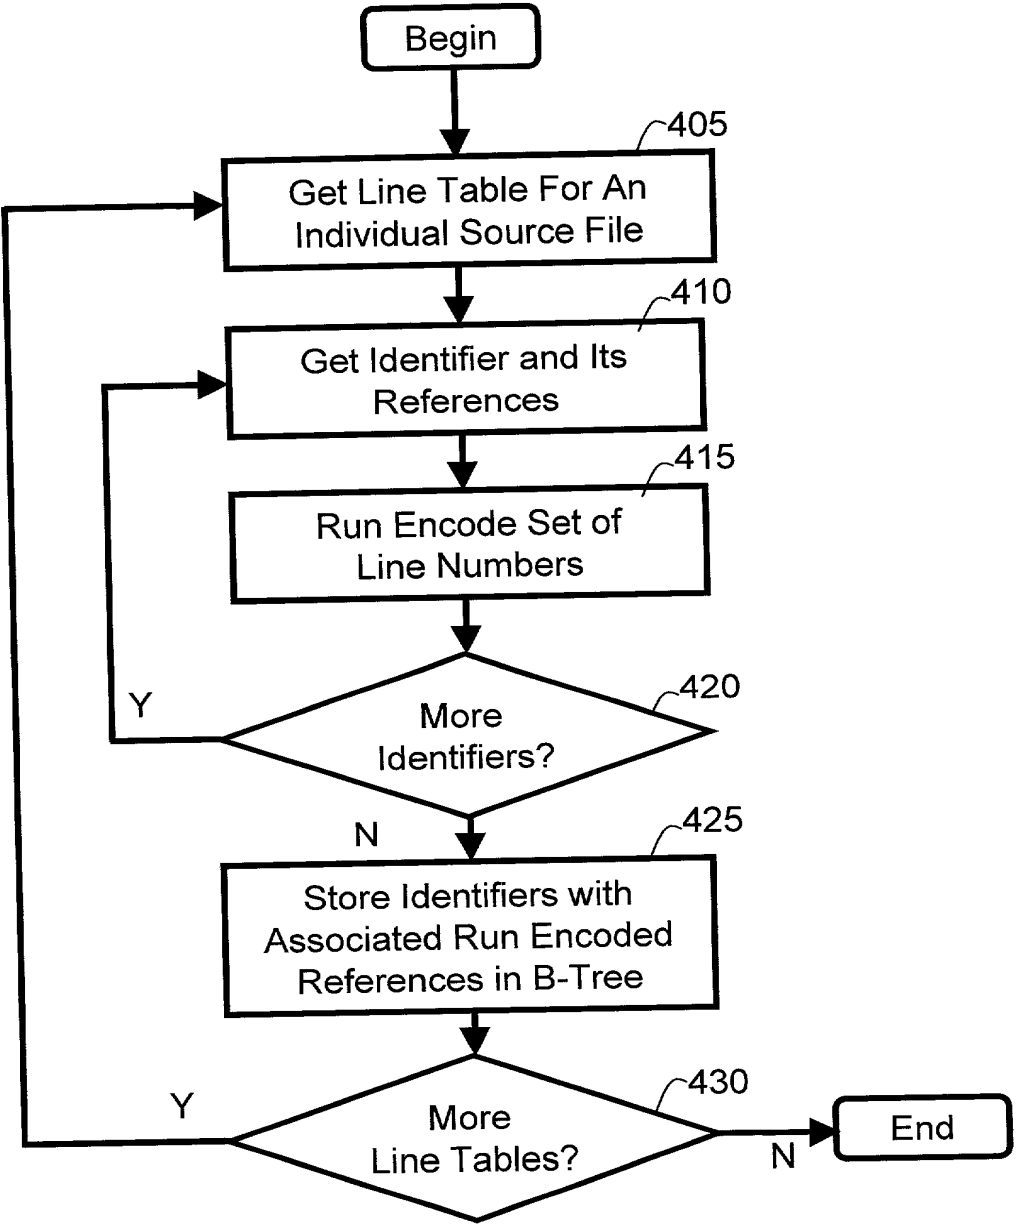 Begin
405
Get Line Table For An
Individual Source File
410
Get Identifier and Its
References
415
Run Encode Set of
Line Numbers
420
More
Identifiers?
Y
N
425
Store Identifiers with
Associated Run Encoded
References in B-Tree
430
More
Line Tables?
Y
N
End